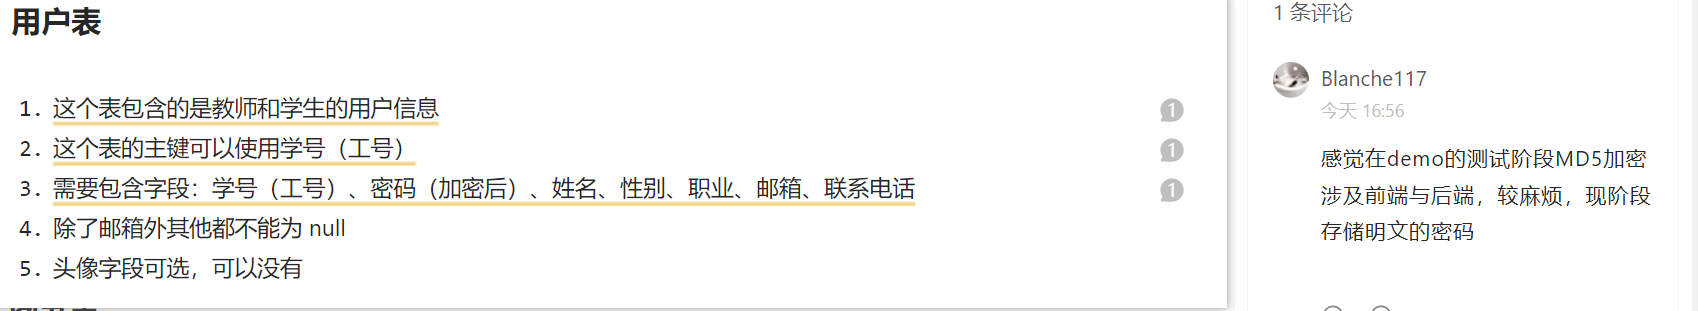 用户表
1. 这个表包含的是教师和学生的用户信息
1
2. 这个表的主键可以使用学号（工号）
1
3. 需要包含字段：学号（工号）、密码（加密后）、姓名、性别、职业、邮箱、联系电话
1
4. 除了邮箱外其他都不能为 null
5. 头像字段可选，可以没有
1 条评论
Blanche117
今天 16:56
感觉在demo的测试阶段MD5加密
涉及前端与后端，较麻烦，现阶段
存储明文的密码